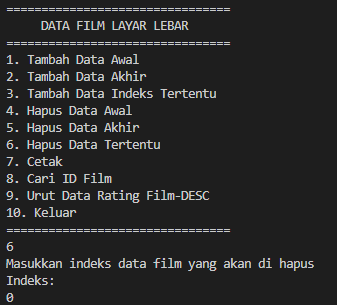 ================================
DATA FILM LAYAR LEBAR
================================
1. Tambah Data Awal
2. Tambah Data Akhir
3. Tambah Data Indeks Tertentu
4. Hapus Data Awal
5. Hapus Data Akhir
6. Hapus Data Tertentu
7. Cetak
8. Cari ID Film
9. Urut Data Rating Film-DESC
10. Keluar
================================
6
Masukkan indeks data film yang akan di hapus
Indeks:
0